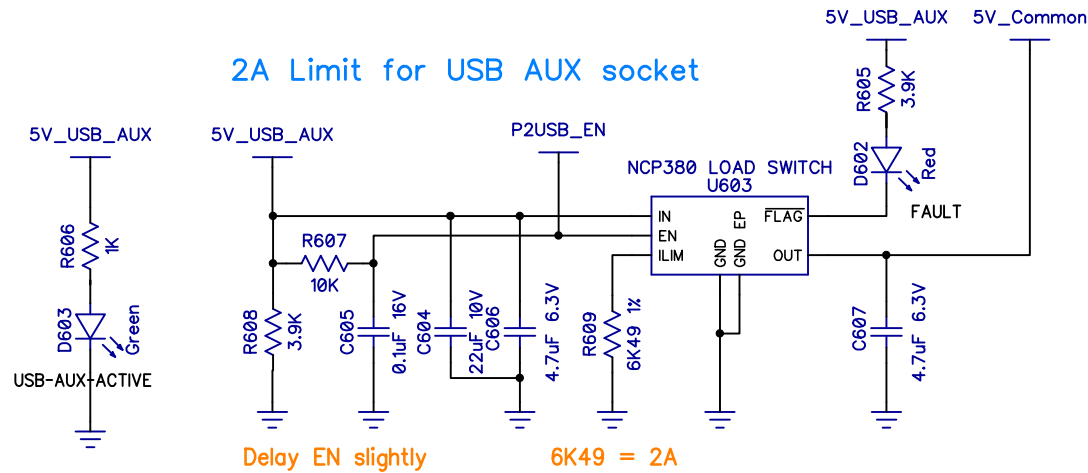 5V_USB_AUX
5V_Common
2A Limit for USB AUX socket
R605
3.9K
5V_USB_AUX
5V_USB_AUX
P2USB_EN
D602
Red
NCP380 LOAD SWITCH
U603
FAULT
IN
EN
ILIM
GND
GND
EP
FLAG
OUT
R606
1K
R607
10K
D603
Green
USB-AUX-ACTIVE
R608
3.9K
C605
0.1uF 16V
C604
22uF 10V
C606
4.7uF 6.3V
R609
6K49 1%
C607
4.7uF 6.3V
Delay EN slightly
6K49 = 2A